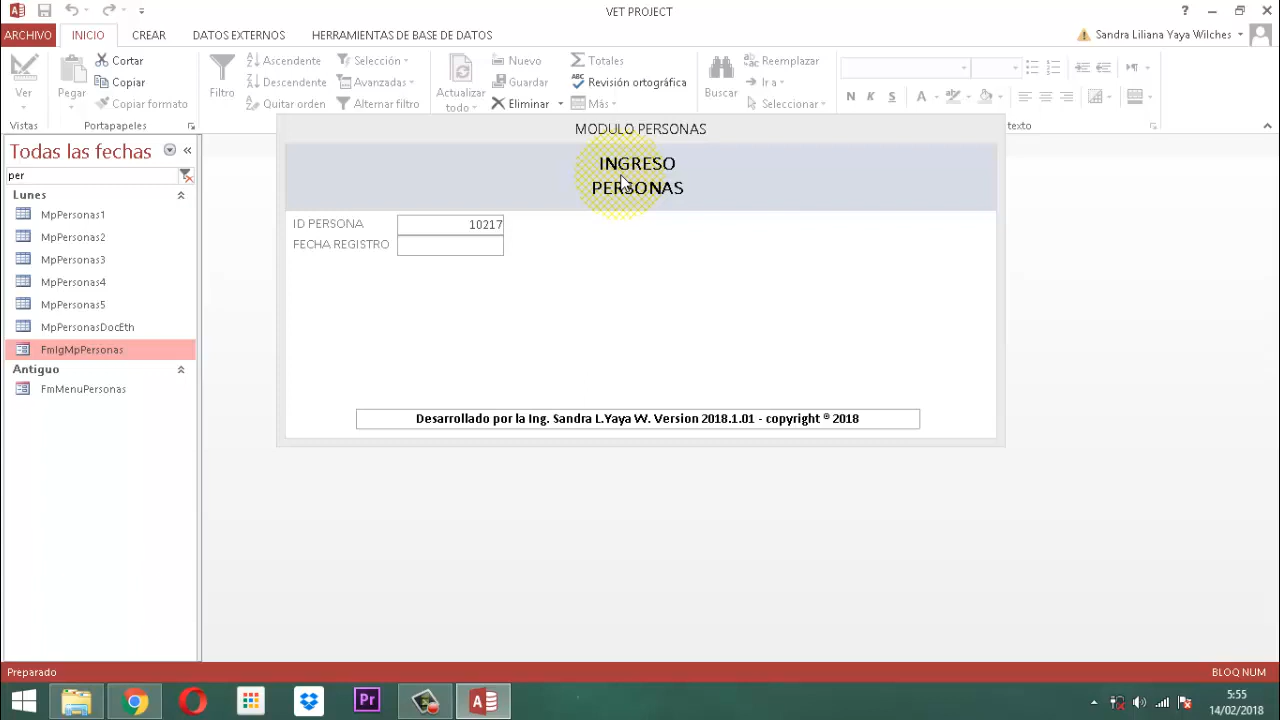 VET PROJECT
?
ARCHIVO INICIO CREAR DATOS EXTERNOS HERRAMIENTAS DE BASE DE DATOS Sandra Liliana Yaya Wilches
Ver
Vistas
Pegar
Cortar
Copiar
Copiar formato
Portapapeles
Filtro
Ascendente
Descendente
Quitar orden
Selección
Avanzadas
Alternar filtro
Actualizar todo
Nuevo
Guardar
Eliminar
Totales
Revisión ortográfica
Más
Buscar
Reemplazar
Ir a
Seleccionar
N K S A
texto
Todas las fechas
per
Lunes
MpPersonas1
MpPersonas2
MpPersonas3
MpPersonas4
MpPersonas5
MpPersonasDocEth
FmIgMpPersonas
Antiguo
FmMenuPersonas
MODULO PERSONAS
INGRESO
PERSONAS
ID PERSONA 10217
FECHA REGISTRO
Desarrollado por la Ing. Sandra L.Yaya W. Version 2018.1.01 - copyright ® 2018
Preparado BLOQ NUM
Pr
5:55
14/02/2018